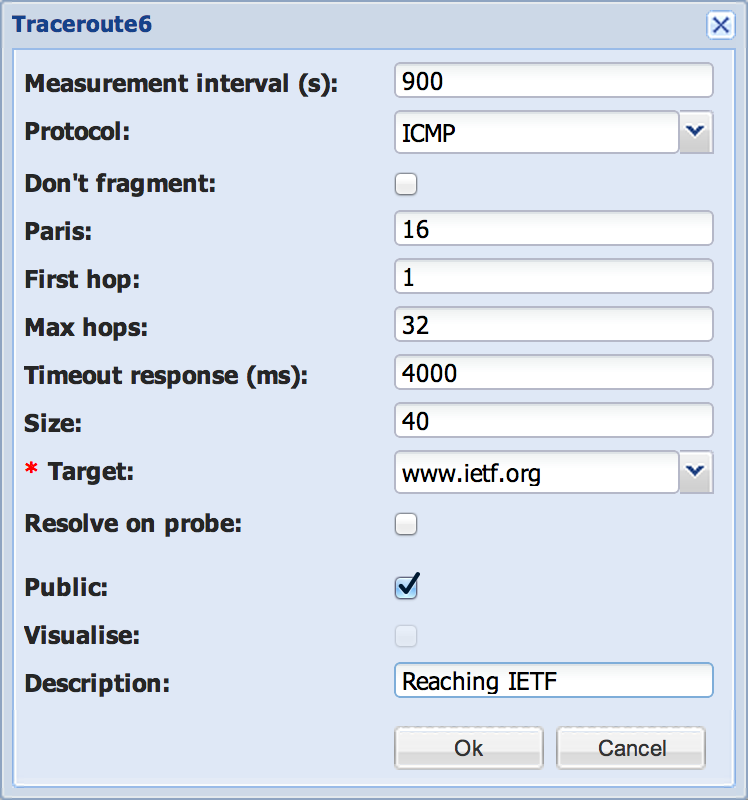 Traceroute6
Measurement interval (s): 900
Protocol: ICMP
Don't fragment:
Paris: 16
First hop: 1
Max hops: 32
Timeout response (ms): 4000
Size: 40
* Target: www.ietf.org
Resolve on probe:
Public:
Visualise:
Description: Reaching IETF
Ok Cancel